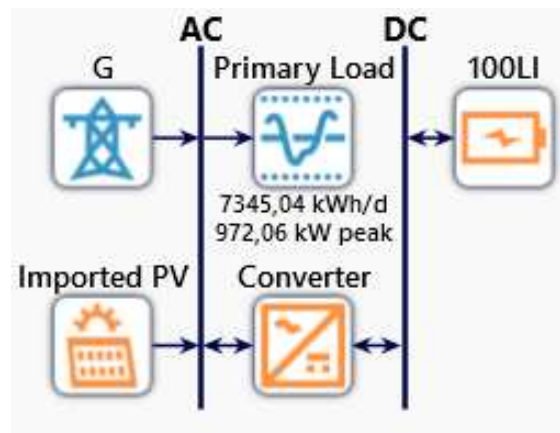 AC DC
G Primary Load 100LI
7345,04 kWh/d
972,06 kW peak
Imported PV Converter